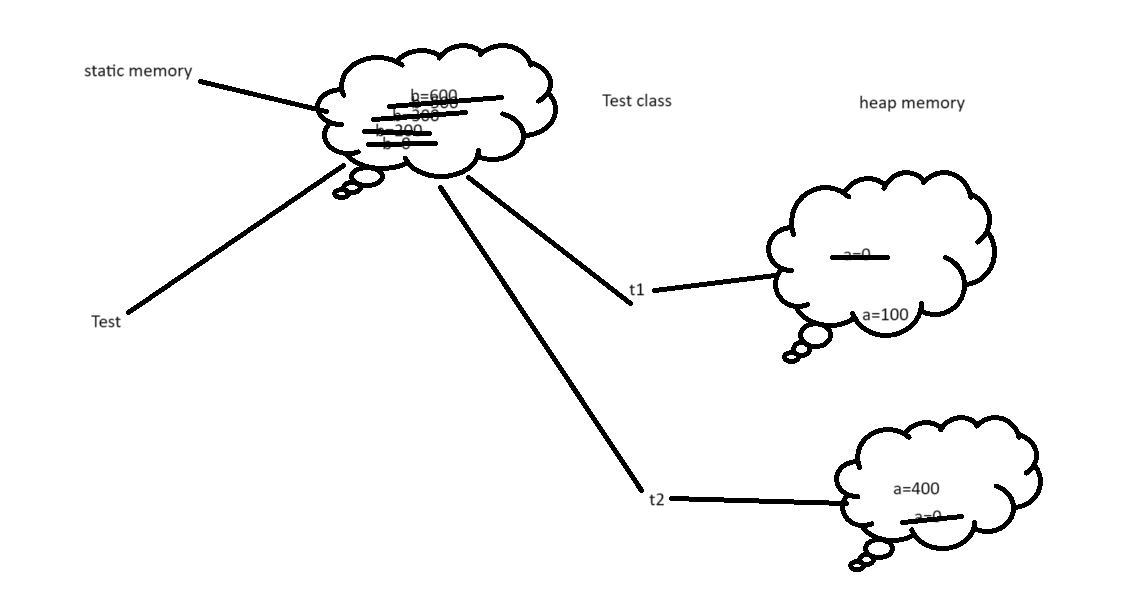 static memory
Test class
heap memory
b=600
b=500
b=300
b=200
b=0
a=0
t1
a=100
Test
a=400
t2
a=0